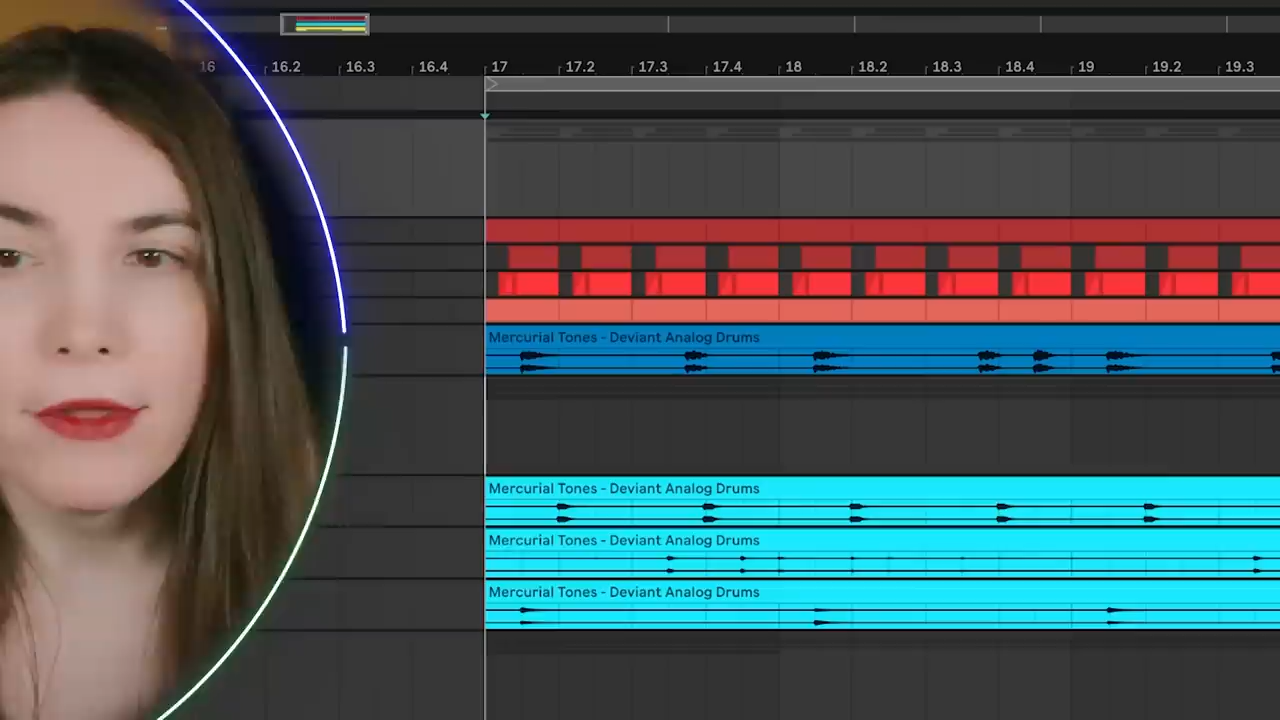 16 16.2 16.3 16.4 17 17.2 17.3 17.4 18 18.2 18.3 18.4 19 19.2 19.3
Mercurial Tones - Deviant Analog Drums
Mercurial Tones - Deviant Analog Drums
Mercurial Tones - Deviant Analog Drums
Mercurial Tones - Deviant Analog Drums